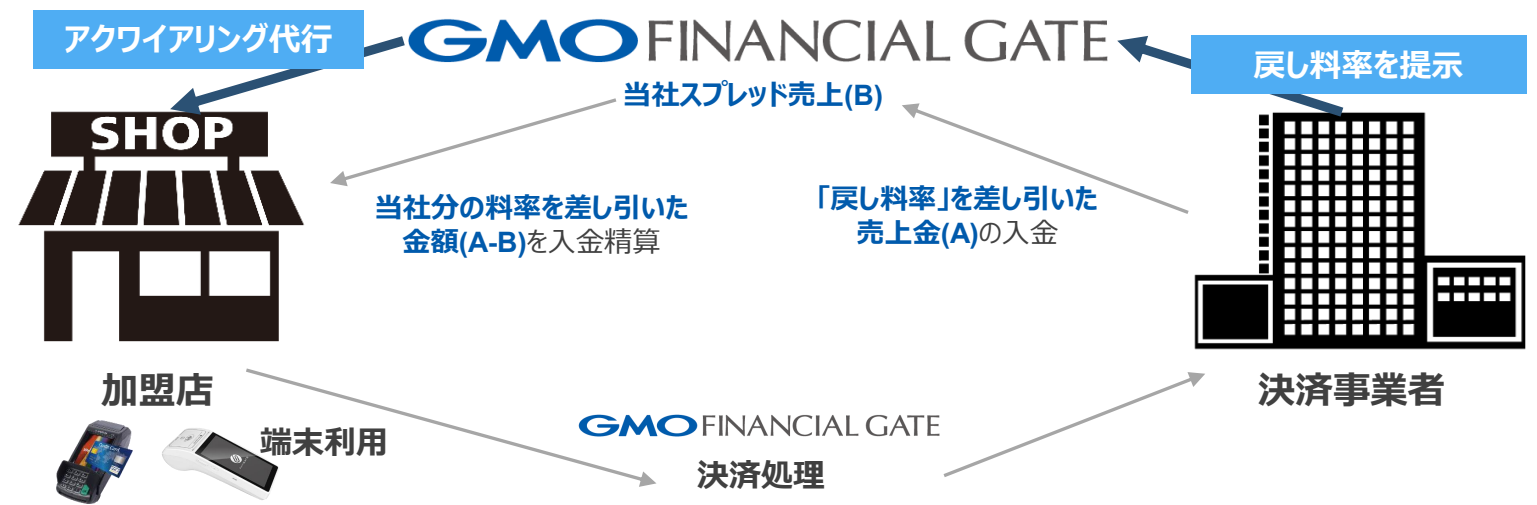 アクワイアリング代行
GMO FINANCIAL GATE
戻し料率を提示
当社スプレッド売上(B)
SHOP
当社分の料率を差し引いた
金額(A-B)を入金精算
「戻し料率」を差し引いた
売上金(A)の入金
加盟店
決済事業者
端末利用
GMO FINANCIAL GATE
決済処理